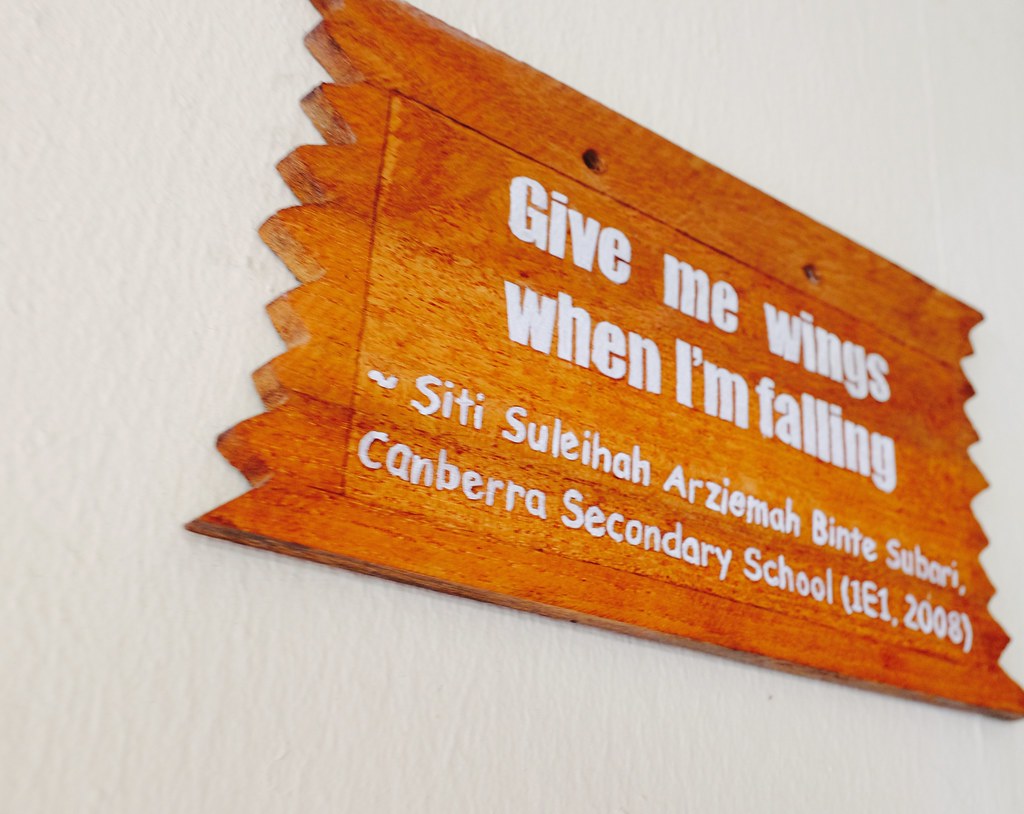 Give me wings
when I'm falling
~ Siti Suleihah Arziemah Binte Subari,
Canberra Secondary School (1E1, 2008)